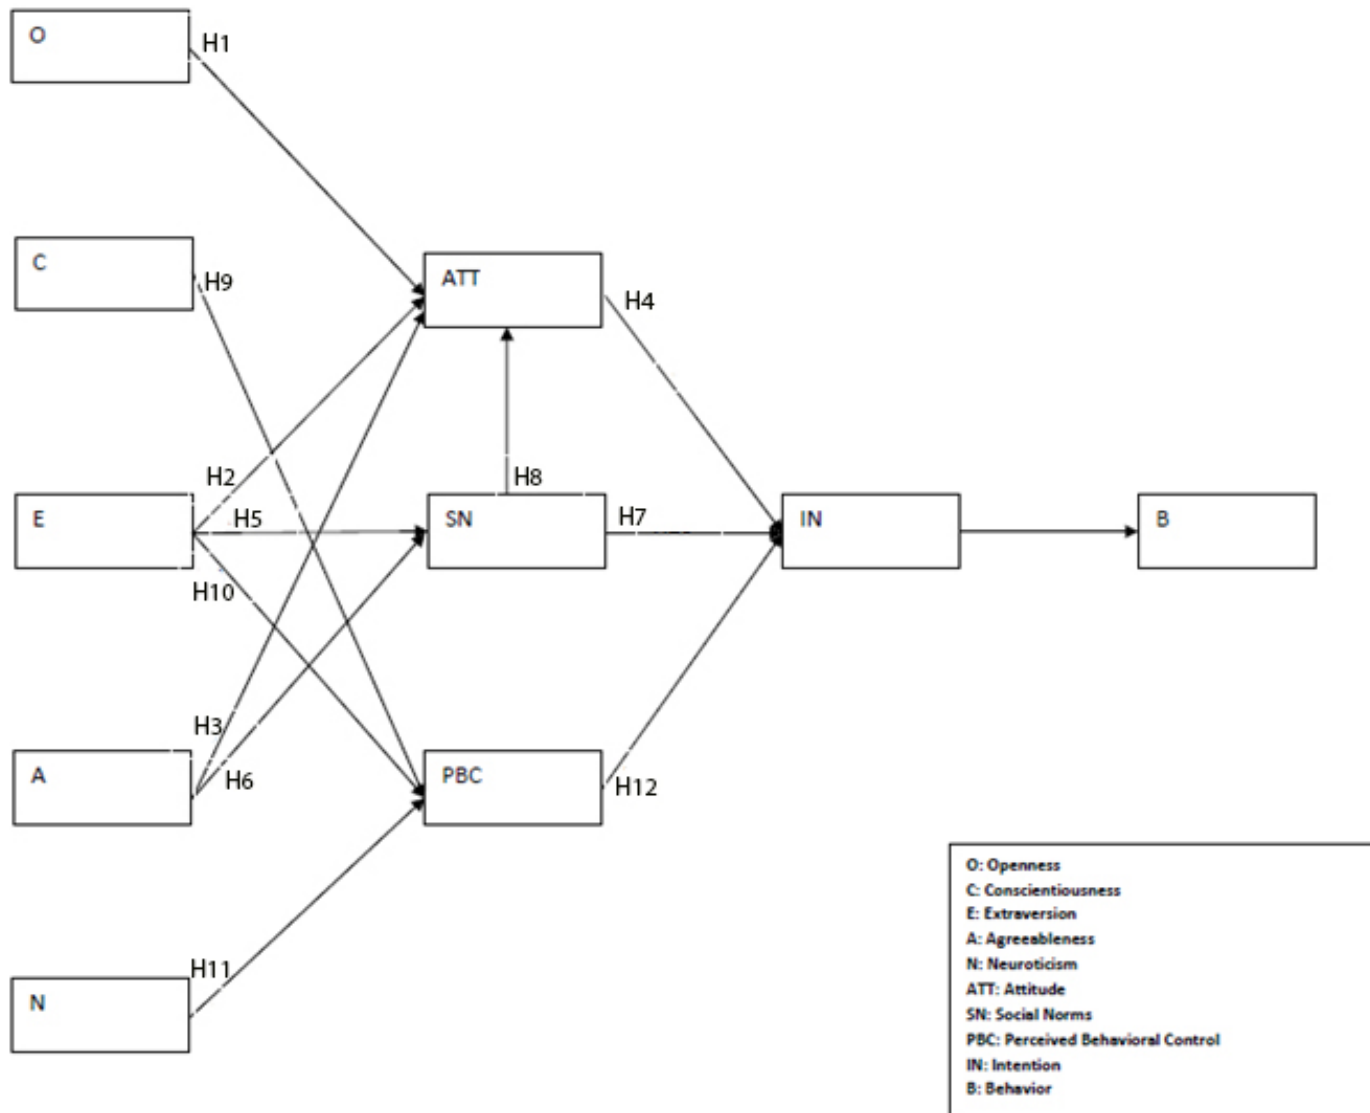 O
H1
C
H9
ATT
H4
E
H2
H5
H10
SN
H8
H7
IN
B
A
H3
H6
PBC
H12
N
H11
O: Openness
C: Conscientiousness
E: Extraversion
A: Agreeableness
N: Neuroticism
ATT: Attitude
SN: Social Norms
PBC: Perceived Behavioral Control
IN: Intention
B: Behavior